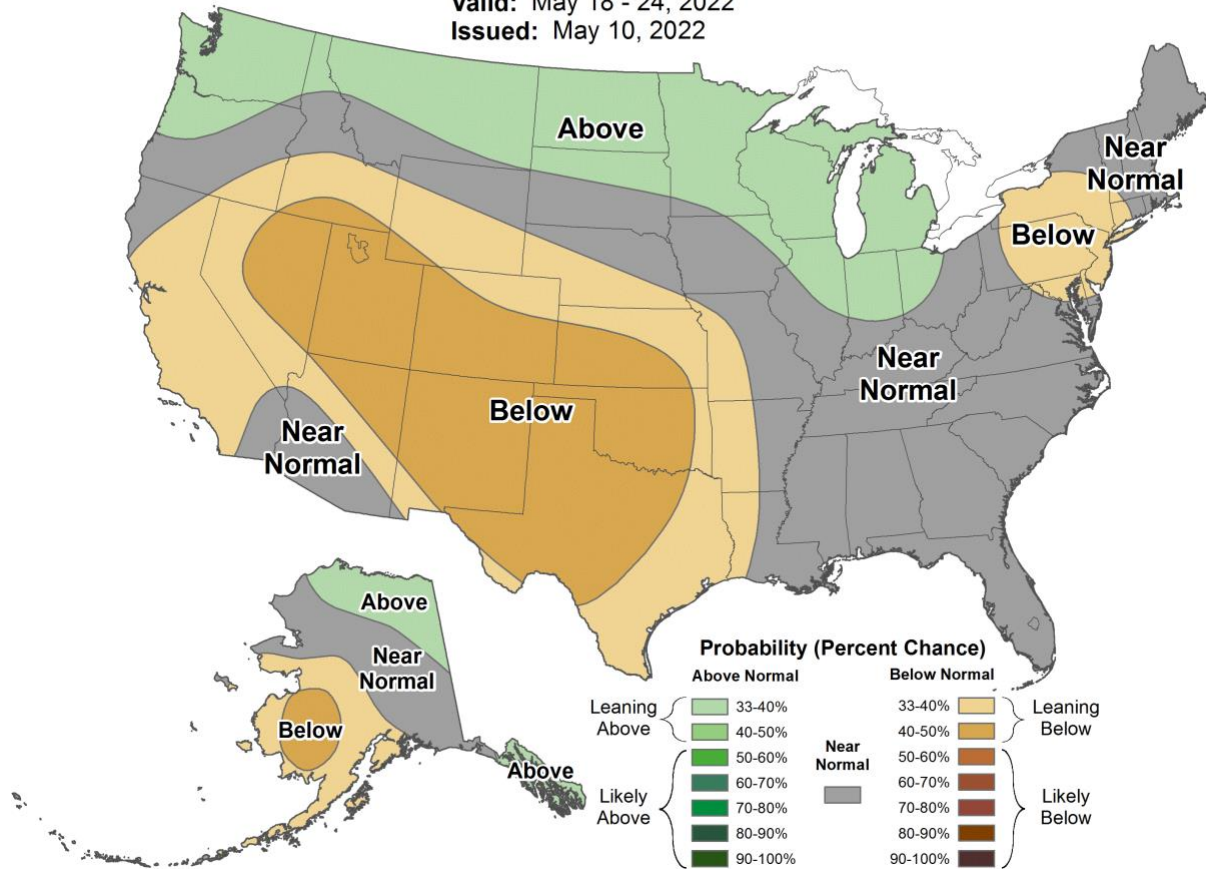 Valid: May 18 - 24, 2022
Issued: May 10, 2022
Above
Near
Normal
Below
Near
Normal
Below
Near
Normal
Above
Near
Normal
Below
Above
Probability (Percent Chance)
Above Normal
Below Normal
Leaning
Above
33-40%
40-50%
Likely
Above
50-60%
60-70%
70-80%
80-90%
90-100%
Near
Normal
33-40%
40-50%
Leaning
Below
50-60%
60-70%
70-80%
80-90%
90-100%
Likely
Below